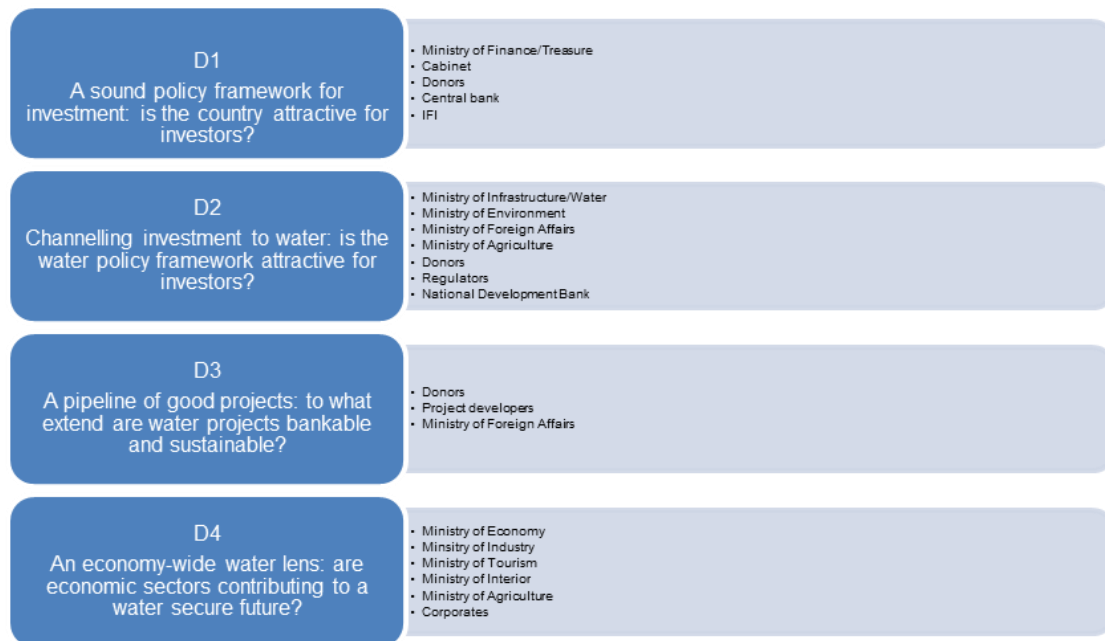 D1
A sound policy framework for
investment: is the country attractive for
investors?
• Ministry of Finance/Treasure
• Cabinet
• Donors
• Central bank
• IFI
D2
Channelling investment to water: is the
water policy framework attractive for
investors?
• Ministry of Infrastructure/Water
• Ministry of Environment
• Ministry of Foreign Affairs
• Ministry of Agriculture
• Donors
• Regulators
• National Development Bank
D3
A pipeline of good projects: to what
extend are water projects bankable
and sustainable?
• Donors
• Project developers
• Ministry of Foreign Affairs
D4
An economy-wide water lens: are
economic sectors contributing to a
water secure future?
• Ministry of Economy
• Minsitry of Industry
• Ministry of Tourism
• Ministry of Interior
• Ministry of Agriculture
• Corporates